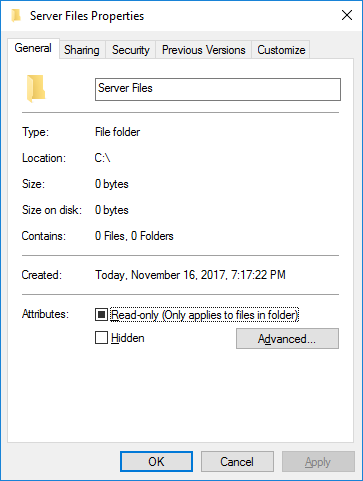 Server Files Properties
General Sharing Security Previous Versions Customize
Server Files
Type: File folder
Location: C:\
Size: 0 bytes
Size on disk: 0 bytes
Contains: 0 Files, 0 Folders
Created: Today, November 16, 2017, 7:17:22 PM
Attributes: Read-only (Only applies to files in folder)
Hidden Advanced...
OK Cancel Apply